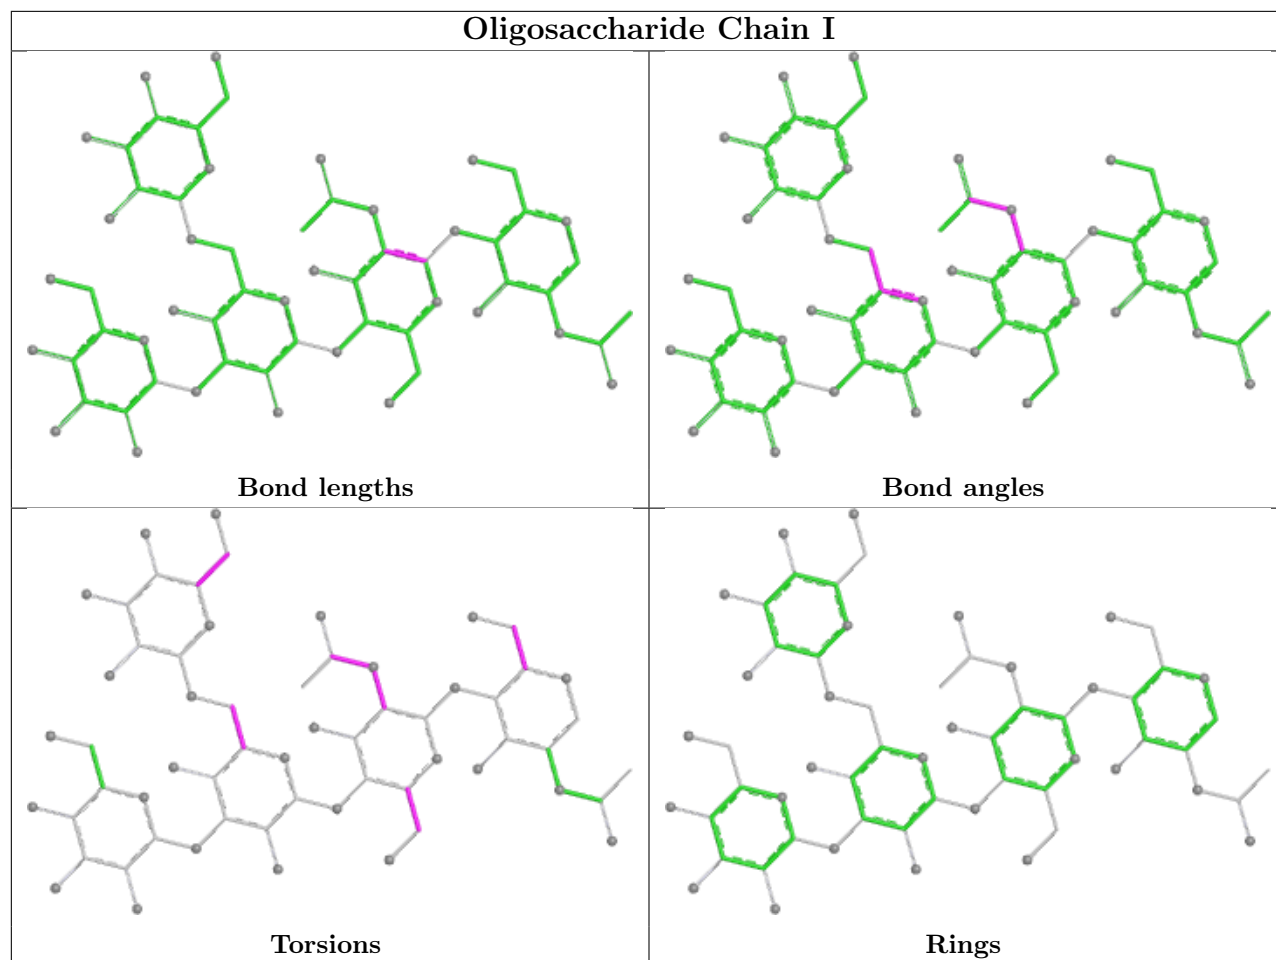 Oligosaccharide Chain I
Bond lengths
Bond angles
Torsions
Rings